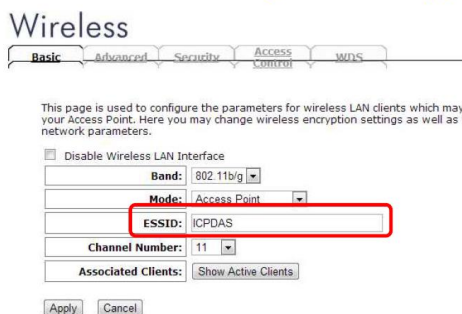 Wireless
Basic Advanced Security Access Control WDS
This page is used to configure the parameters for wireless LAN clients which may
your Access Point. Here you may change wireless encryption settings as well as
network parameters.
Disable Wireless LAN Interface
Band: 802.11b/g
Mode: Access Point
ESSID: ICPDAS
Channel Number: 11
Associated Clients: Show Active Clients
Apply Cancel